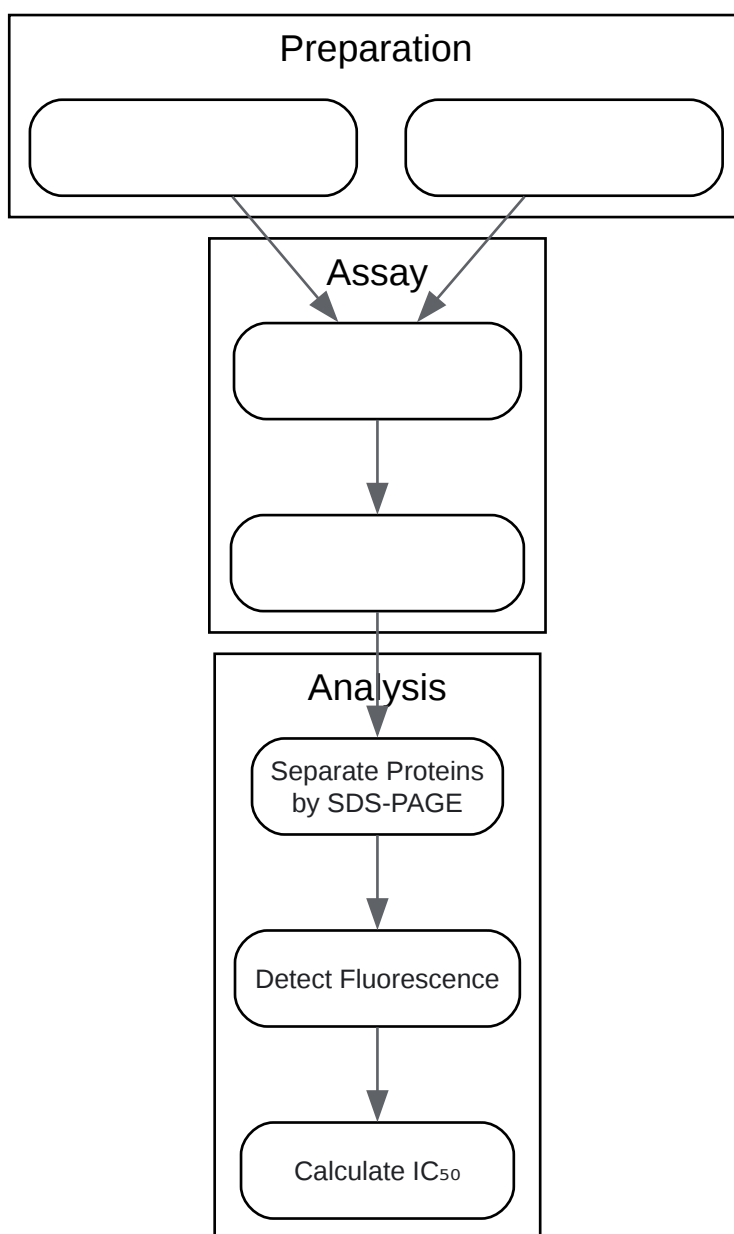 Preparation
Assay
Analysis
Separate Proteins
by SDS-PAGE
Detect Fluorescence
Calculate IC₅₀